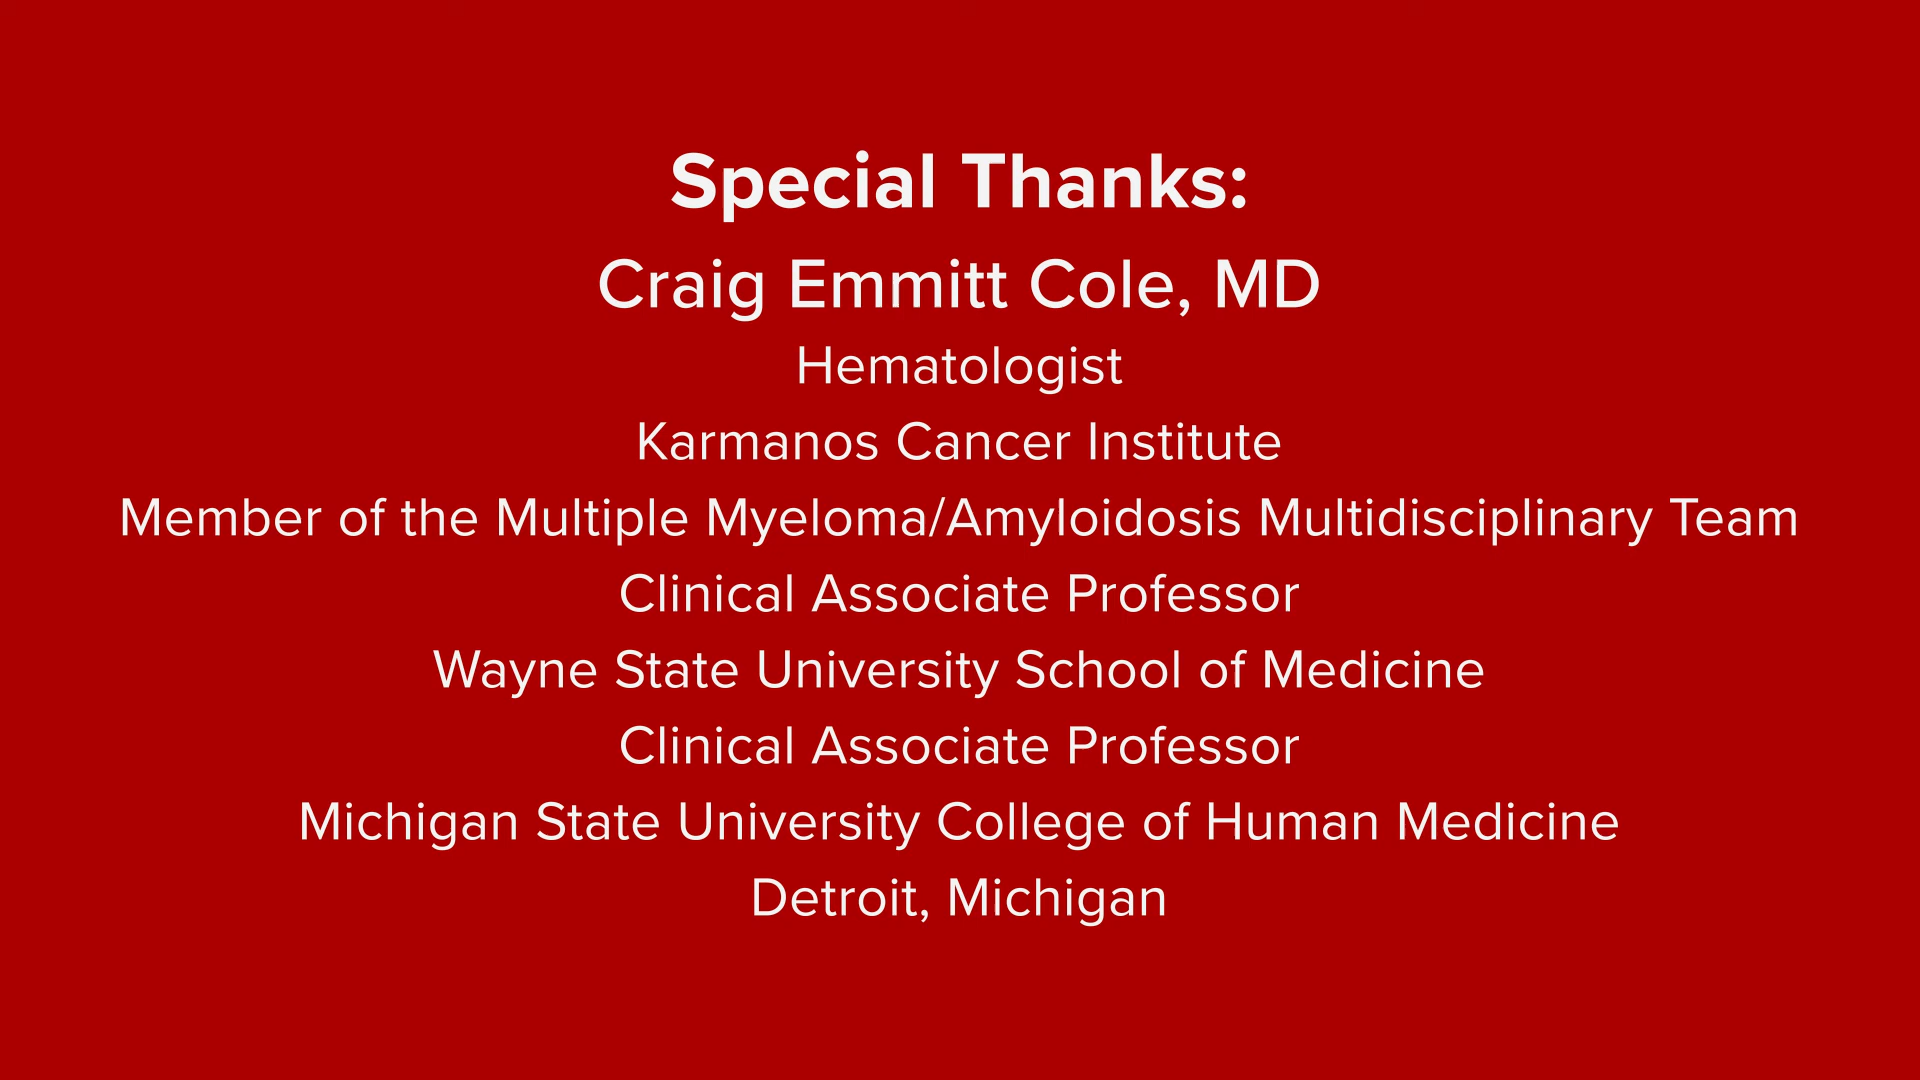 Special Thanks:
Craig Emmitt Cole, MD
Hematologist
Karmanos Cancer Institute
Member of the Multiple Myeloma/Amyloidosis Multidisciplinary Team
Clinical Associate Professor
Wayne State University School of Medicine
Clinical Associate Professor
Michigan State University College of Human Medicine
Detroit, Michigan